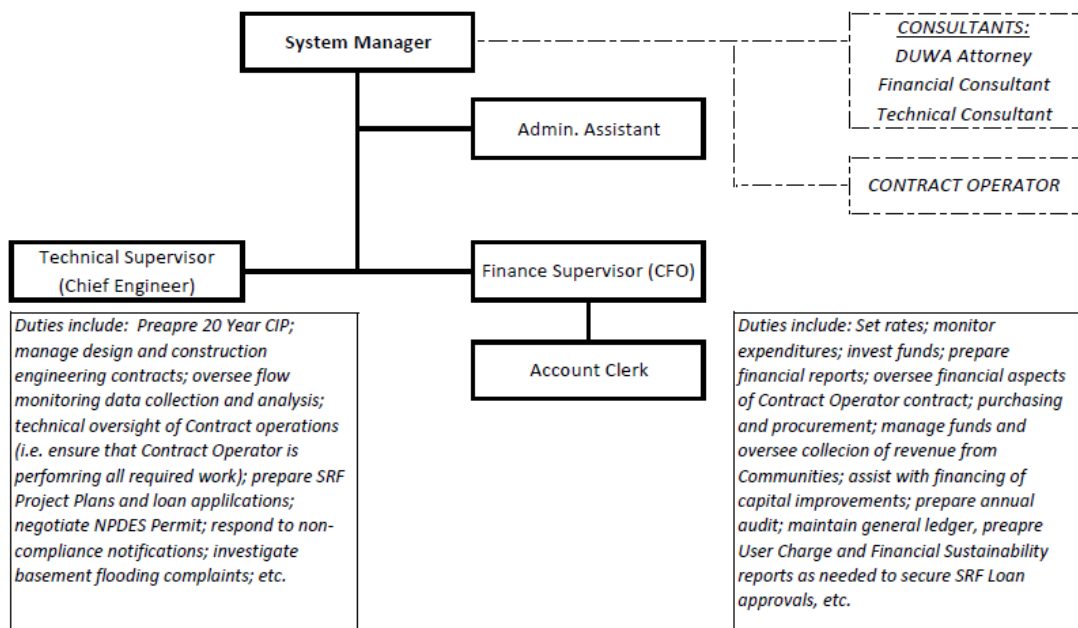 System Manager
CONSULTANTS:
DUWA Attorney
Financial Consultant
Technical Consultant
Admin. Assistant
CONTRACT OPERATOR
Technical Supervisor
(Chief Engineer)
Finance Supervisor (CFO)
Account Clerk
Duties include:  Preapre 20 Year CIP;
manage design and construction
engineering contracts; oversee flow
monitoring data collection and analysis;
technical oversight of Contract operations
(i.e. ensure that Contract Operator is
perfomring all required work); prepare SRF
Project Plans and loan applilcations;
negotiate NPDES Permit; respond to non-
compliance notifications; investigate
basement flooding complaints; etc.
Duties include: Set rates; monitor
expenditures; invest funds; prepare
financial reports; oversee financial aspects
of Contract Operator contract; purchasing
and procurement; manage funds and
oversee collecion of revenue from
Communities; assist with financing of
capital improvements; prepare annual
audit; maintain general ledger, preapre
User Charge and Financial Sustainability
reports as needed to secure SRF Loan
approvals, etc.